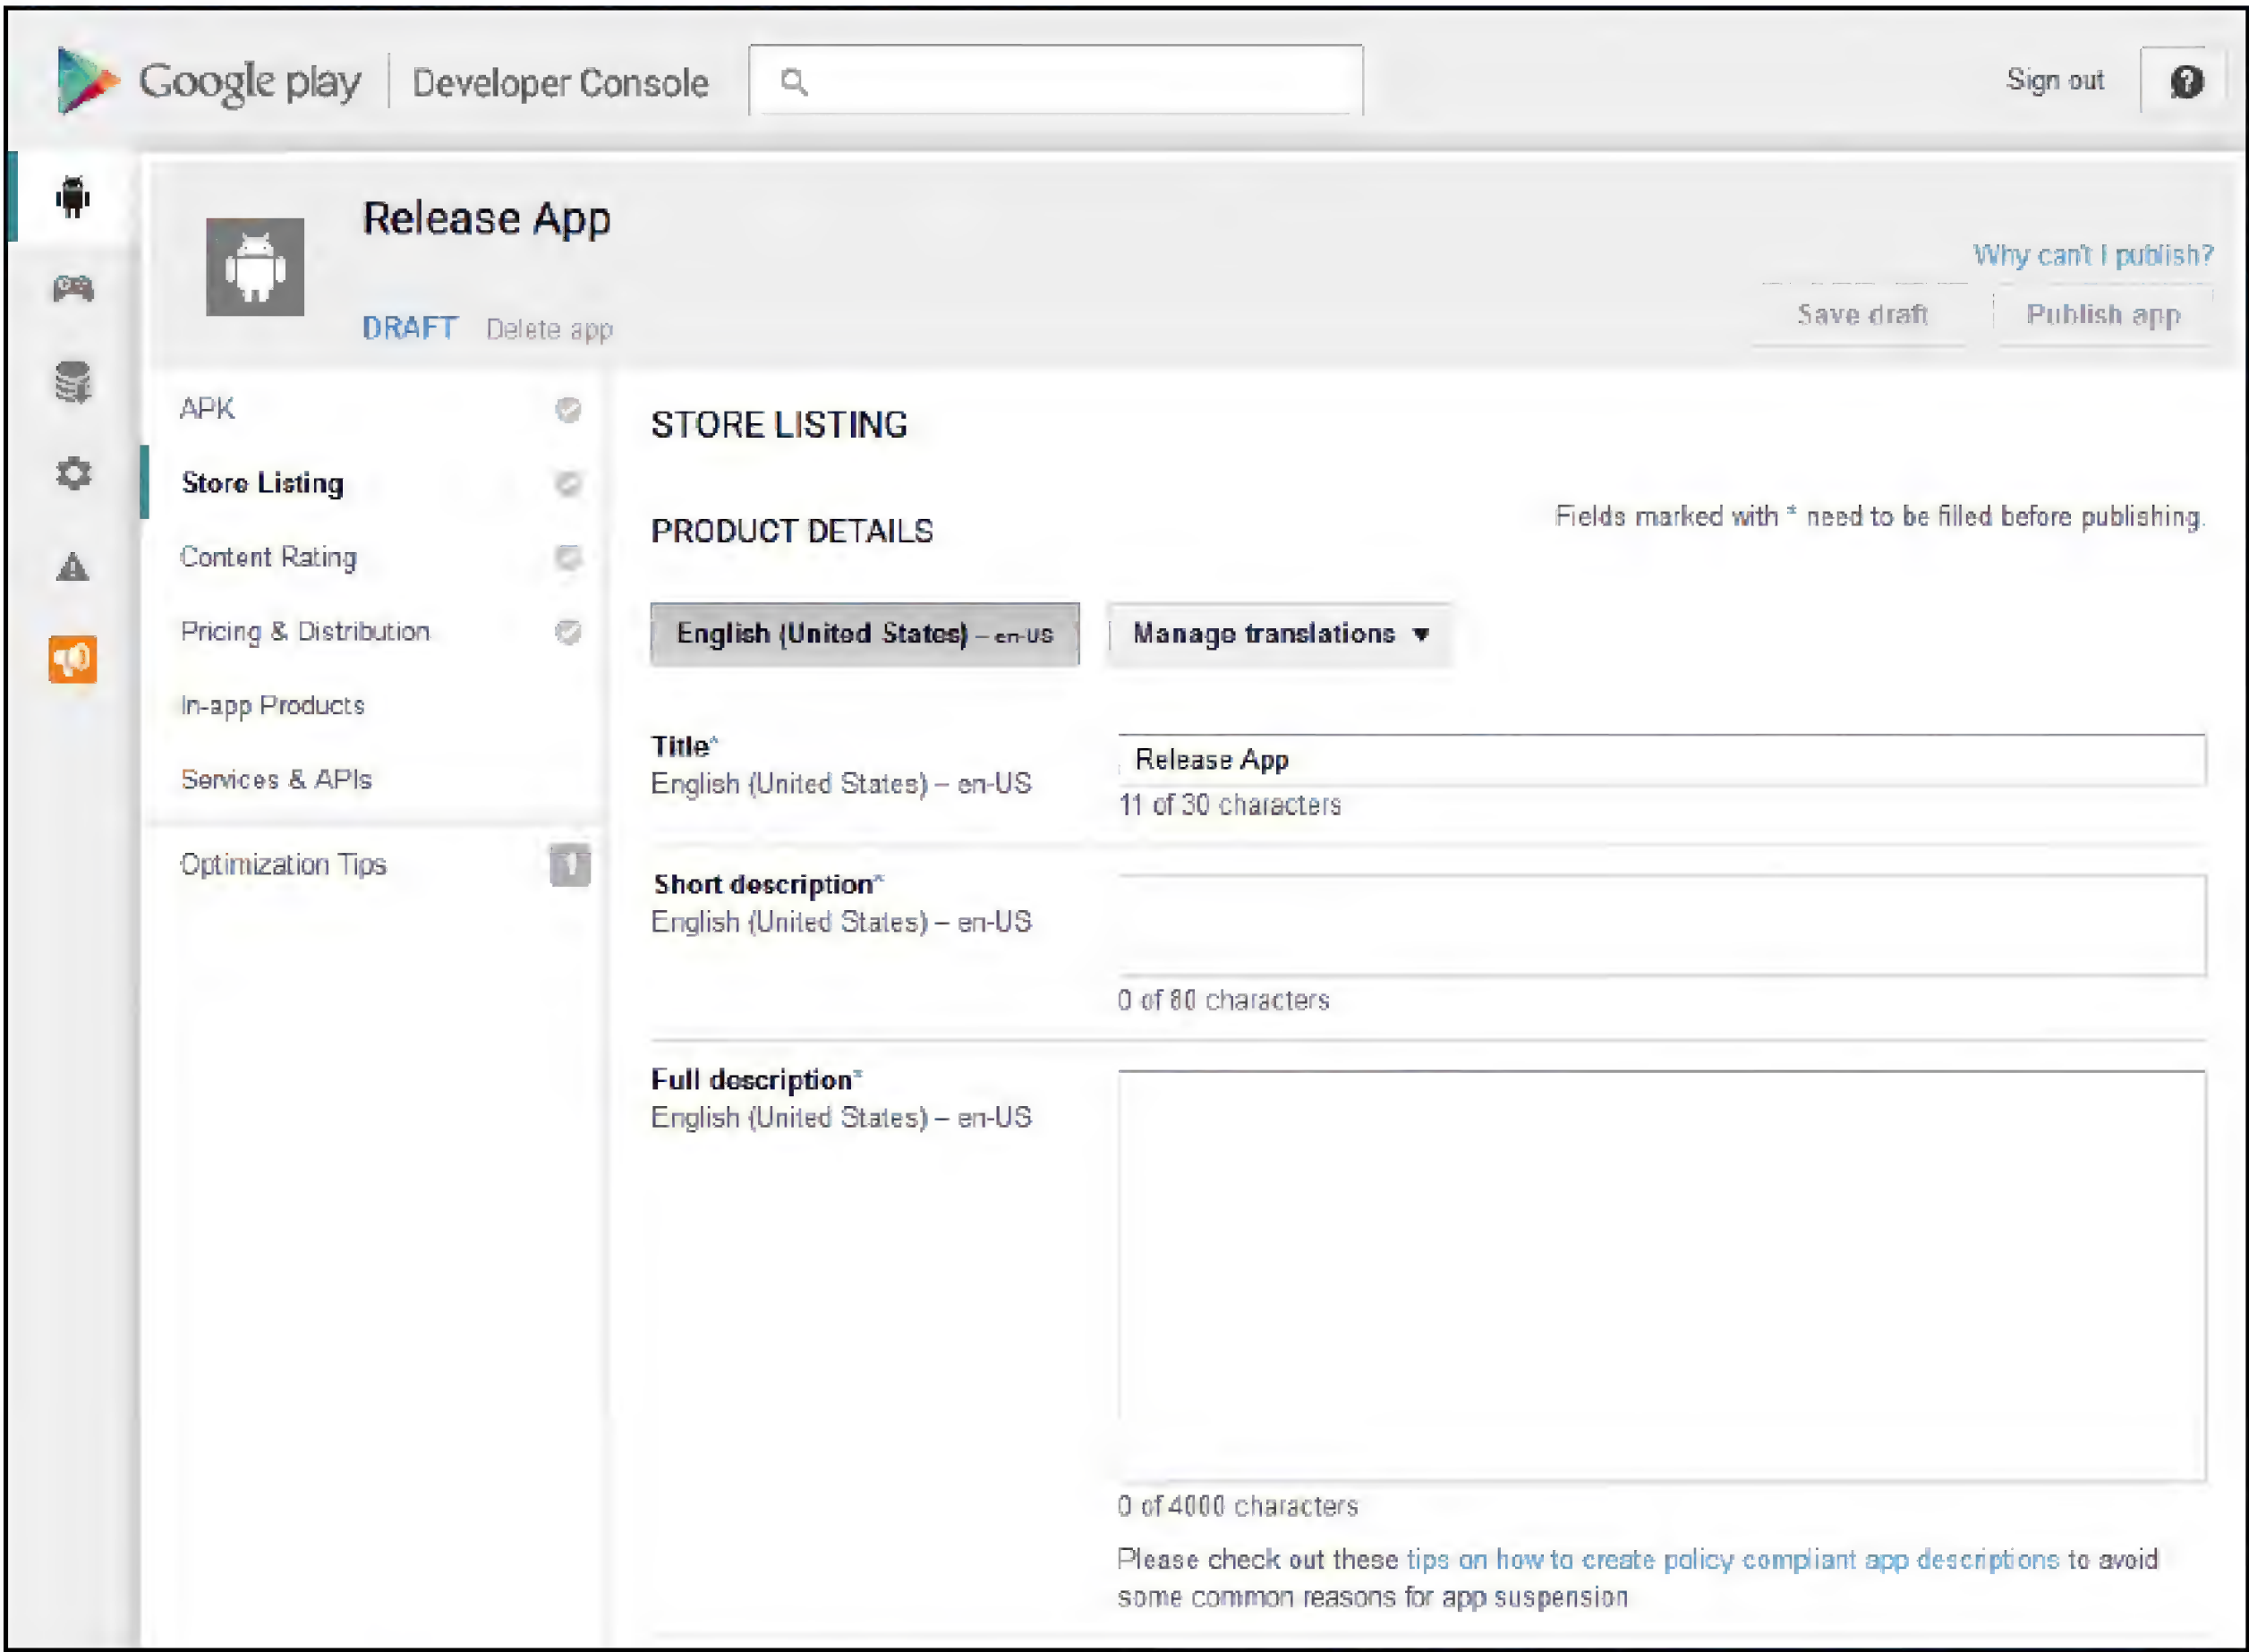 Google play
Developer Console
Sign out
Release App
Why can't I publish?
DRAFT Delete app
Save draft
Publish app
APK
Store Listing
Content Rating
Pricing & Distribution
In-app Products
Services & APIs
Optimization Tips
STORE LISTING
PRODUCT DETAILS
Fields marked with * need to be filled before publishing.
English (United States) – en-US
Manage translations
Title*
English (United States) – en-US
Release App
11 of 30 characters
Short description*
English (United States) – en-US
0 of 80 characters
Full description*
English (United States) – en-US
0 of 4000 characters
Please check out these tips on how to create policy compliant app descriptions to avoid
some common reasons for app suspension